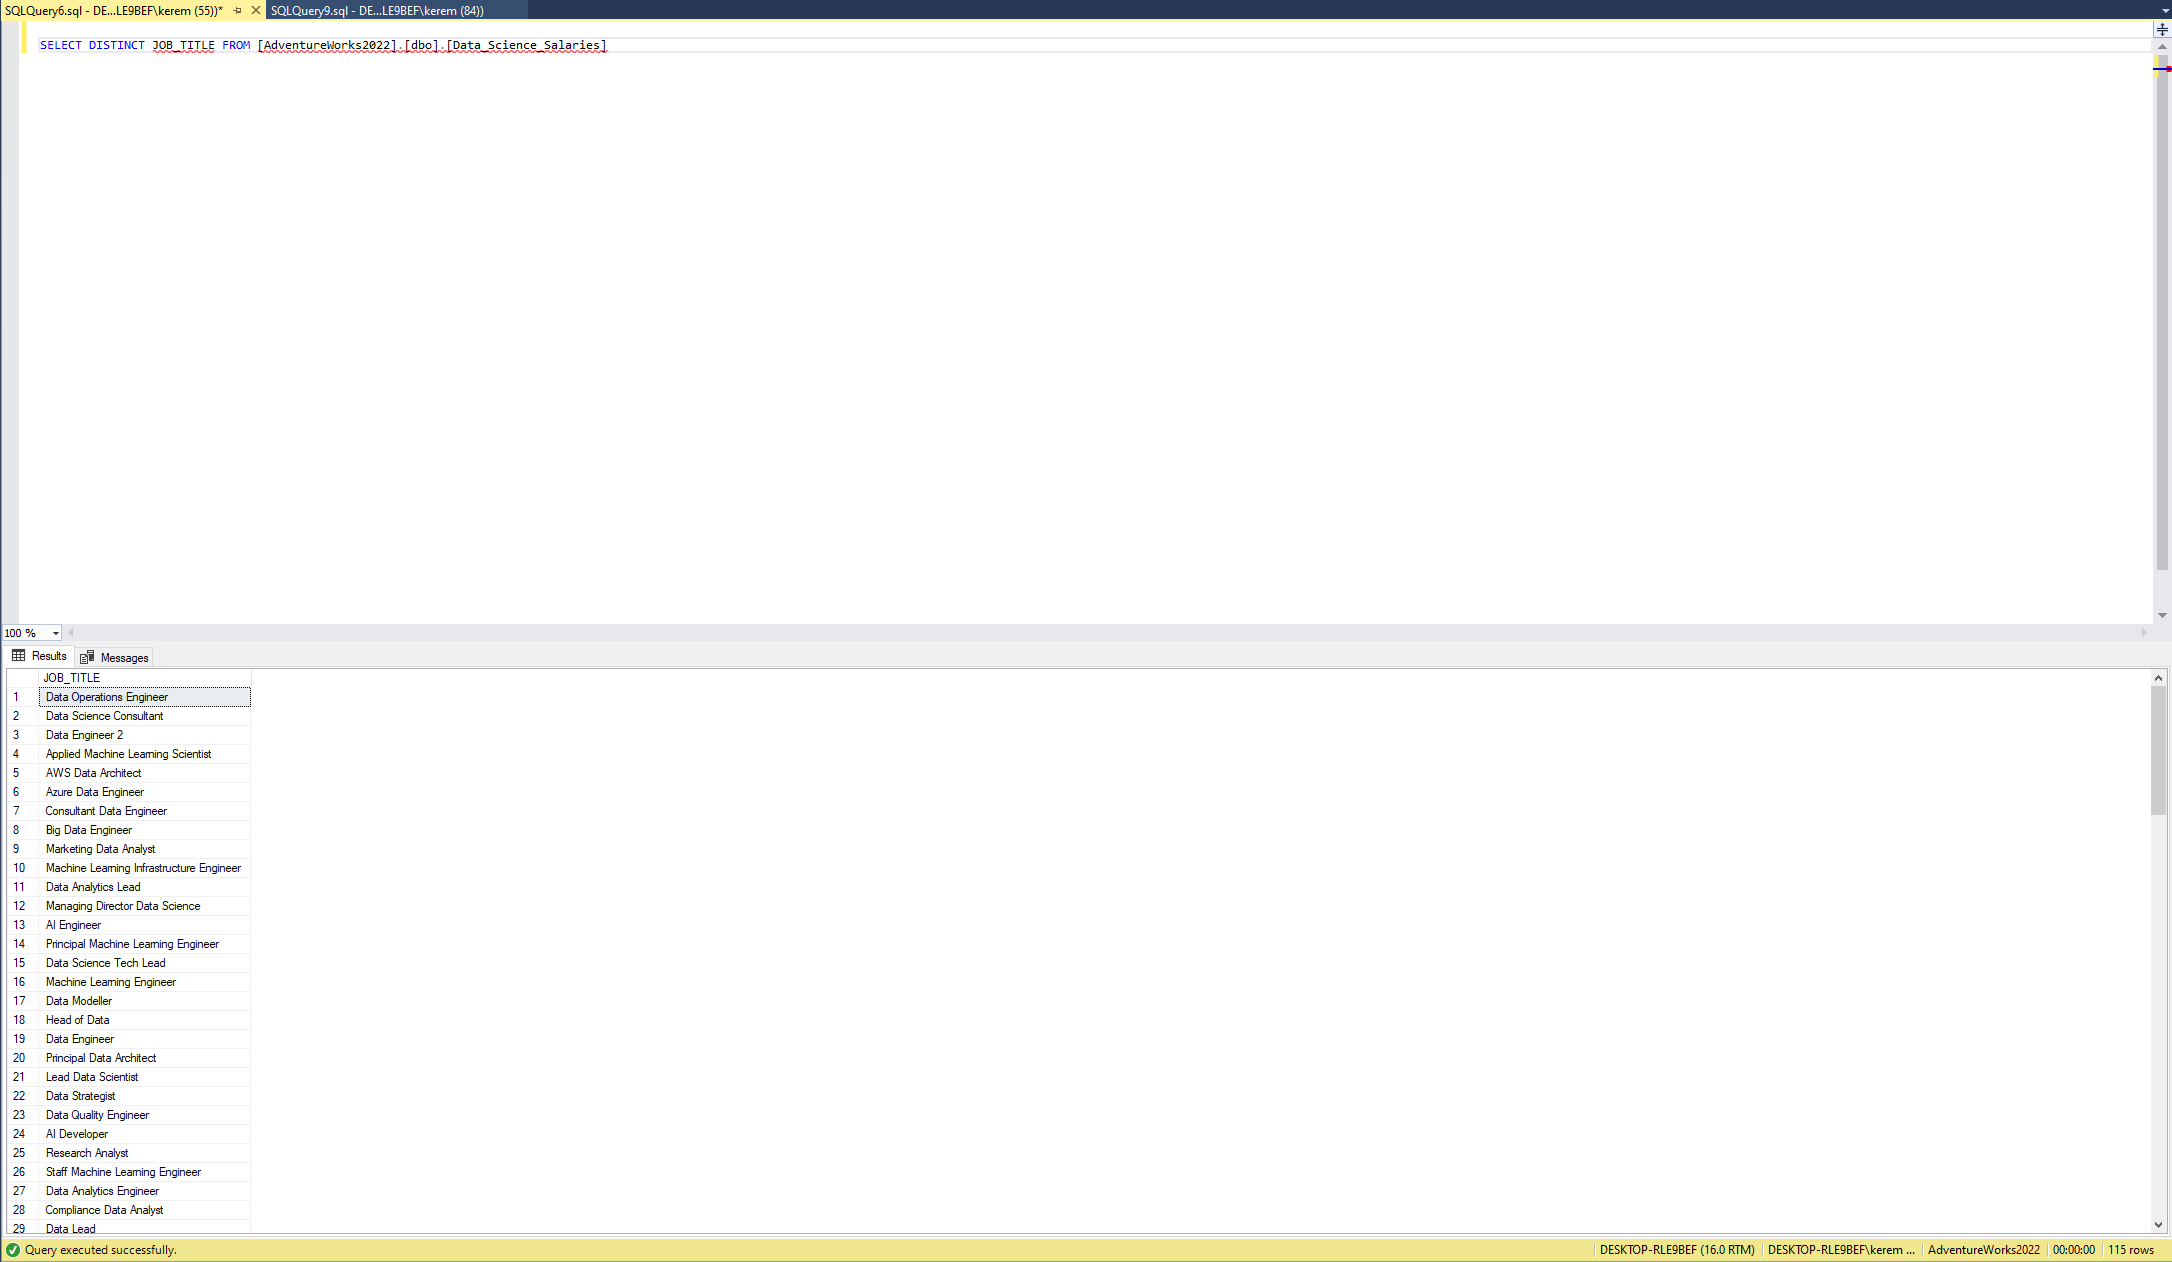 SQLQuery6.sql - DE...LE9BEF\kerem (55))* SQLQuery9.sql - DE...LE9BEF\kerem (84))
SELECT DISTINCT JOB_TITLE FROM [AdventureWorks2022].[dbo].[Data_Science_Salaries]
100 %
Results Messages
JOB_TITLE
1 Data Operations Engineer
2 Data Science Consultant
3 Data Engineer 2
4 Applied Machine Learning Scientist
5 AWS Data Architect
6 Azure Data Engineer
7 Consultant Data Engineer
8 Big Data Engineer
9 Marketing Data Analyst
10 Machine Learning Infrastructure Engineer
11 Data Analytics Lead
12 Managing Director Data Science
13 AI Engineer
14 Principal Machine Learning Engineer
15 Data Science Tech Lead
16 Machine Learning Engineer
17 Data Modeller
18 Head of Data
19 Data Engineer
20 Principal Data Architect
21 Lead Data Scientist
22 Data Strategist
23 Data Quality Engineer
24 AI Developer
25 Research Analyst
26 Staff Machine Learning Engineer
27 Data Analytics Engineer
28 Compliance Data Analyst
29 Data Lead
Query executed successfully. DESKTOP-RLE9BEF (16.0 RTM) DESKTOP-RLE9BEF\kerem ... AdventureWorks2022 00:00:00 115 rows